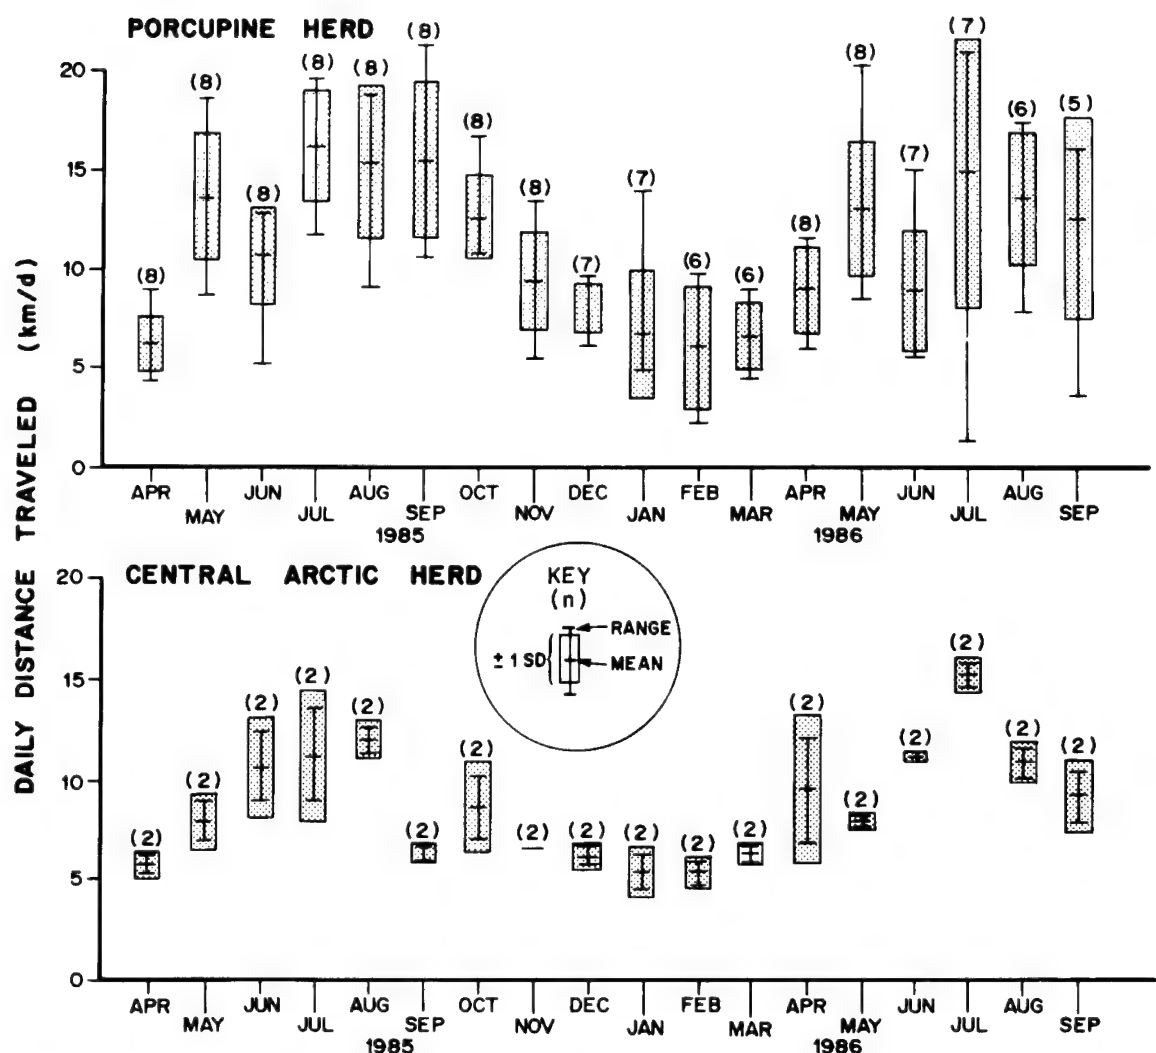 PORCUPINE HERD
DAILY DISTANCE TRAVELED (km/d)
20
15
10
5
0
(8) (8) (8) (8) (8) (8) (8) (8) (7) (7) (6) (6) (8) (8) (7) (7) (6) (5)
APR MAY JUN JUL AUG SEP OCT NOV DEC JAN FEB MAR APR MAY JUN JUL AUG SEP
1985 1986
CENTRAL ARCTIC HERD
KEY
(n)
RANGE
± 1 SD
MEAN
20
15
10
5
0
(2) (2) (2) (2) (2) (2) (2) (2) (2) (2) (2) (2) (2) (2) (2) (2) (2) (2)
APR MAY JUN JUL AUG SEP OCT NOV DEC JAN FEB MAR APR MAY JUN JUL AUG SEP
1985 1986